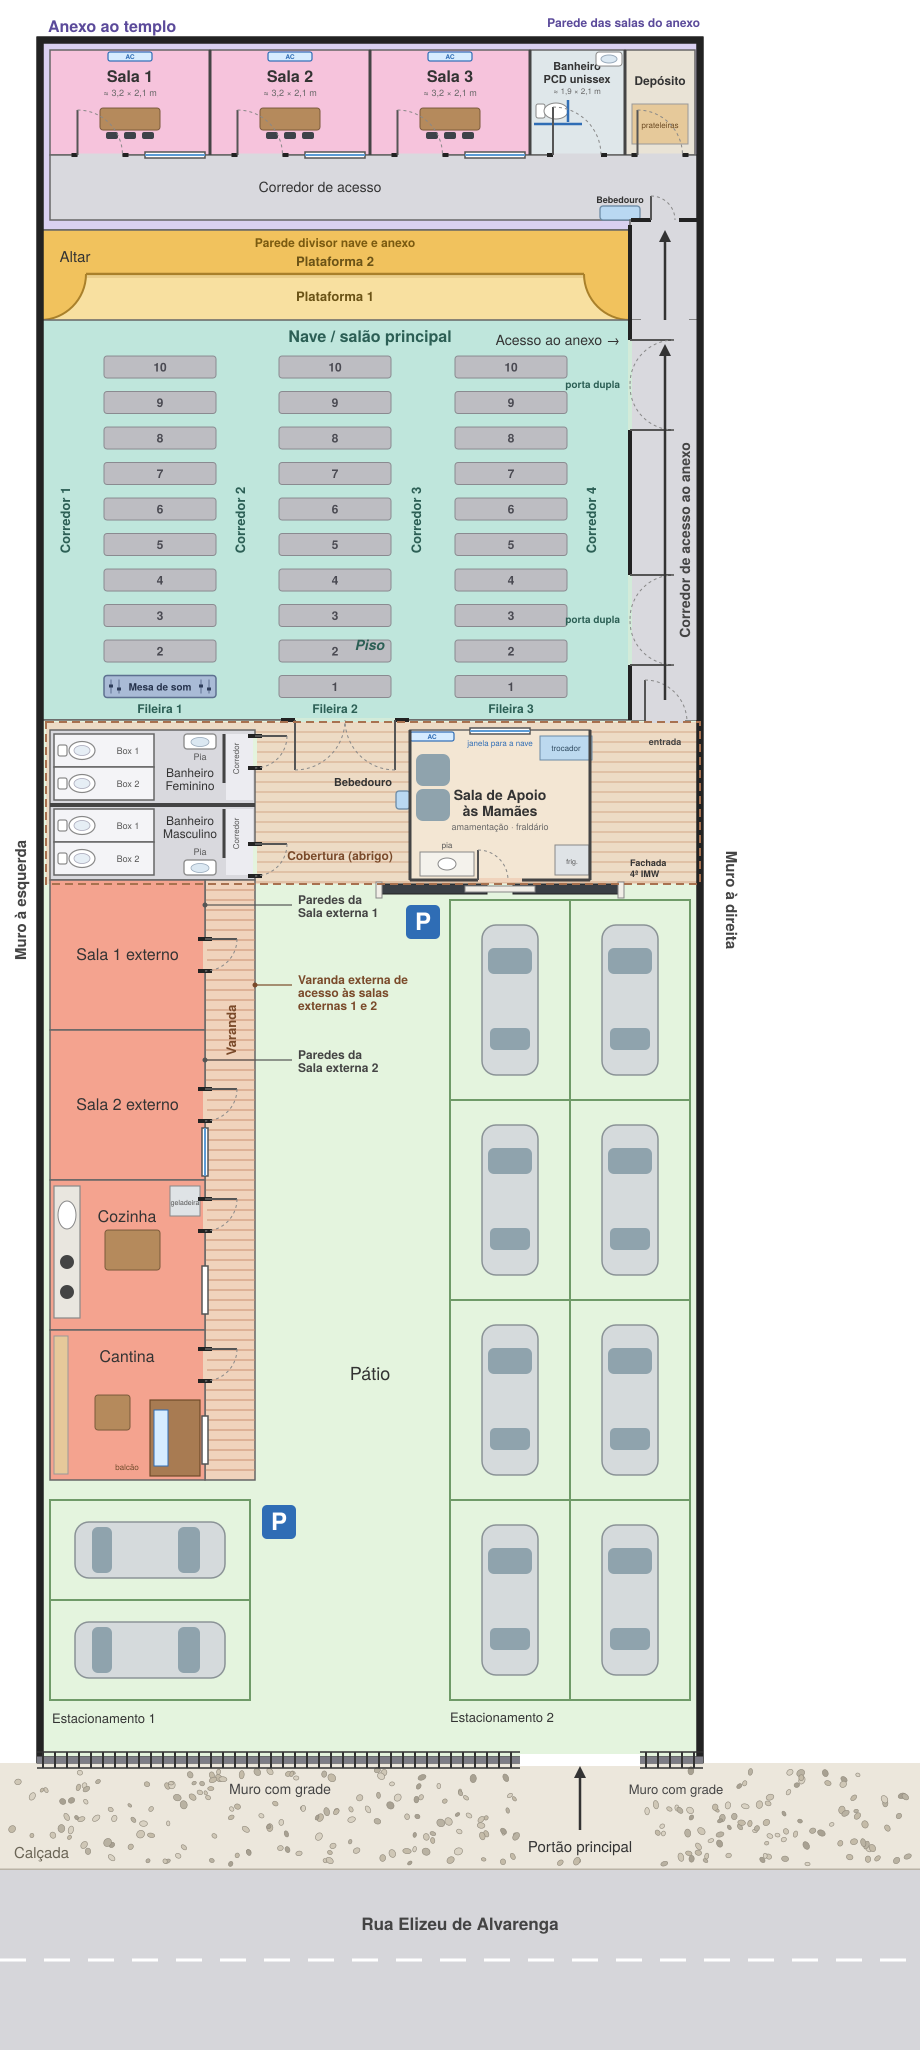 Anexo ao templo
Parede das salas do anexo
AC
AC
AC
Sala 1
≈ 3,2 × 2,1 m
Sala 2
≈ 3,2 × 2,1 m
Sala 3
≈ 3,2 × 2,1 m
Banheiro
PCD unissex
≈ 1.9 × 2,1 m
Depósito
prateleiras
Corredor de acesso
Bebedouro
Parede divisor nave e anexo
Altar
Plataforma 2
Plataforma 1
Nave / salão principal
Acesso ao anexo →
10
10
10
porta dupla
9
9
9
8
8
8
7
7
7
6
6
6
5
5
5
4
4
4
3
3
3
porta dupla
2
2
Piso
2
Mesa de som
1
1
Corredor 1
Corredor 2
Corredor 3
Corredor 4
Corredor de acesso ao anexo
Fileira 1
Fileira 2
Fileira 3
Box 1
Pia
Banheiro
Feminino
Box 2
Corredor
Box 1
Banheiro
Masculino
Box 2
Pia
Corredor
Bebedouro
Cobertura (abrigo)
AC
janela para a nave
trocador
Sala de Apoio
às Mamães
amamentação · fraldário
pia
frig.
entrada
Fachada
4ª IMW
Muro à esquerda
Muro à direita
Paredes da
Sala externa 1
P
Sala 1 externo
Varanda externa de
acesso às salas
externas 1 e 2
Varanda
Paredes da
Sala externa 2
Sala 2 externo
geladeira
Cozinha
Cantina
balcão
Pátio
P
Estacionamento 1
Estacionamento 2
Muro com grade
Muro com grade
Portão principal
Calçada
Rua Elizeu de Alvarenga